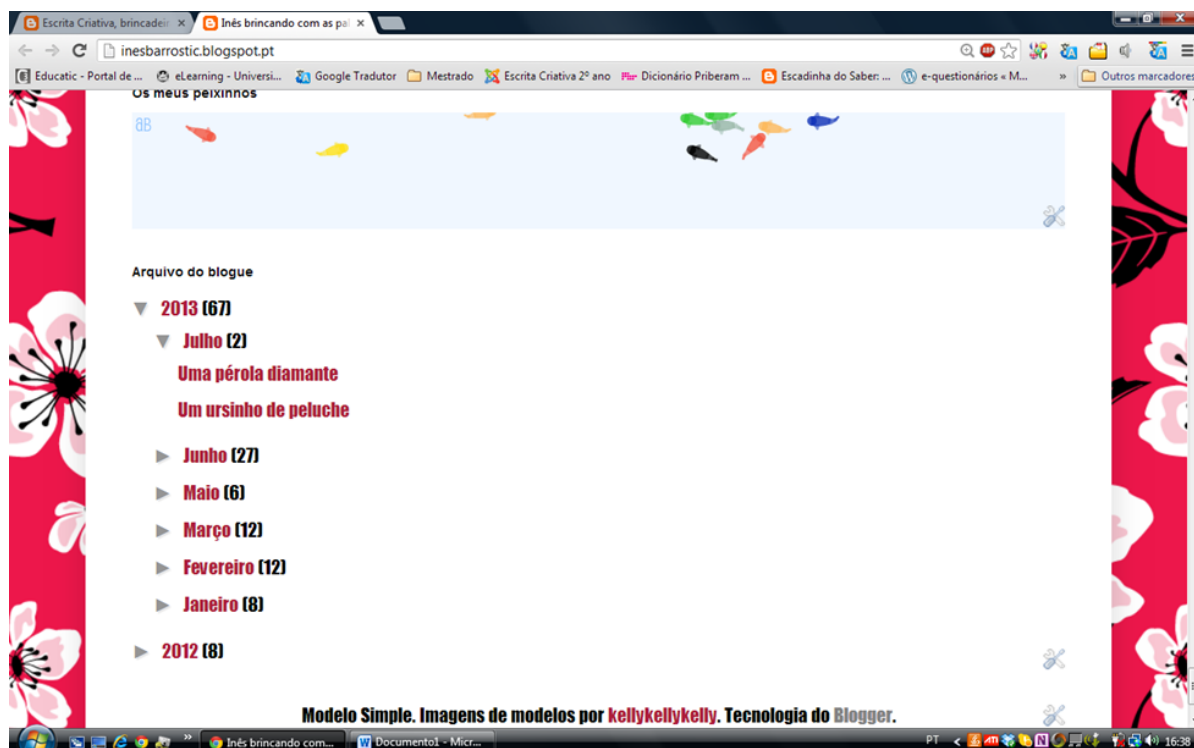 Escrita Criativa, brincadeir
Inês brincando com as pal
inesbarrostic.blogspot.pt
Educatic - Portal de ...
eLearning - Universi...
Google Tradutor
Mestrado
Escrita Criativa 2º ano
Dicionário Priberam ...
Escadinha do Saber: ...
e-questionários « M...
»
Outros marcadores
Os meus peixinhos
Arquivo do blogue
▼ 2013 (67)
▼ Julho (2)
Uma pérola diamante
Um ursinho de peluche
► Junho (27)
► Maio (6)
► Março (12)
► Fevereiro (12)
► Janeiro (8)
► 2012 (8)
Modelo Simple. Imagens de modelos por kellykellykelly. Tecnologia do Blogger.
Inês brincando com...
Documento1 - Micr...
PT
16:38